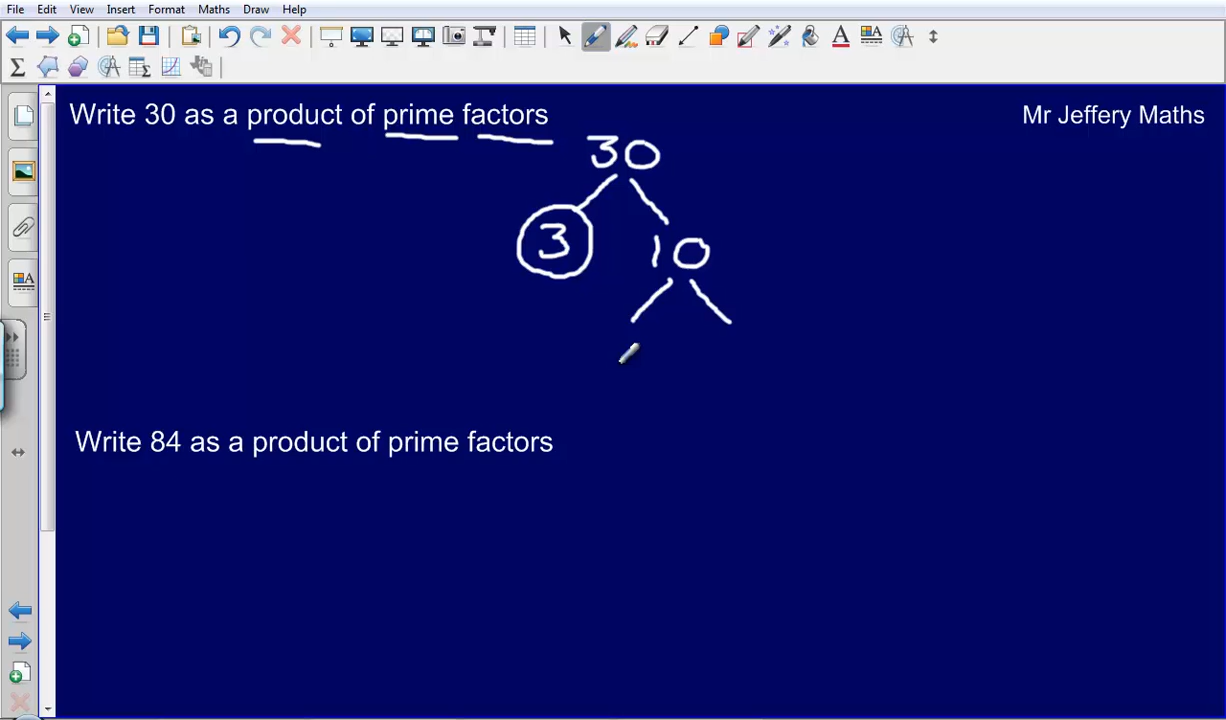 File Edit View Insert Format Maths Draw Help
Write 30 as a product of prime factors
Mr Jeffery Maths
30
3 10
Write 84 as a product of prime factors